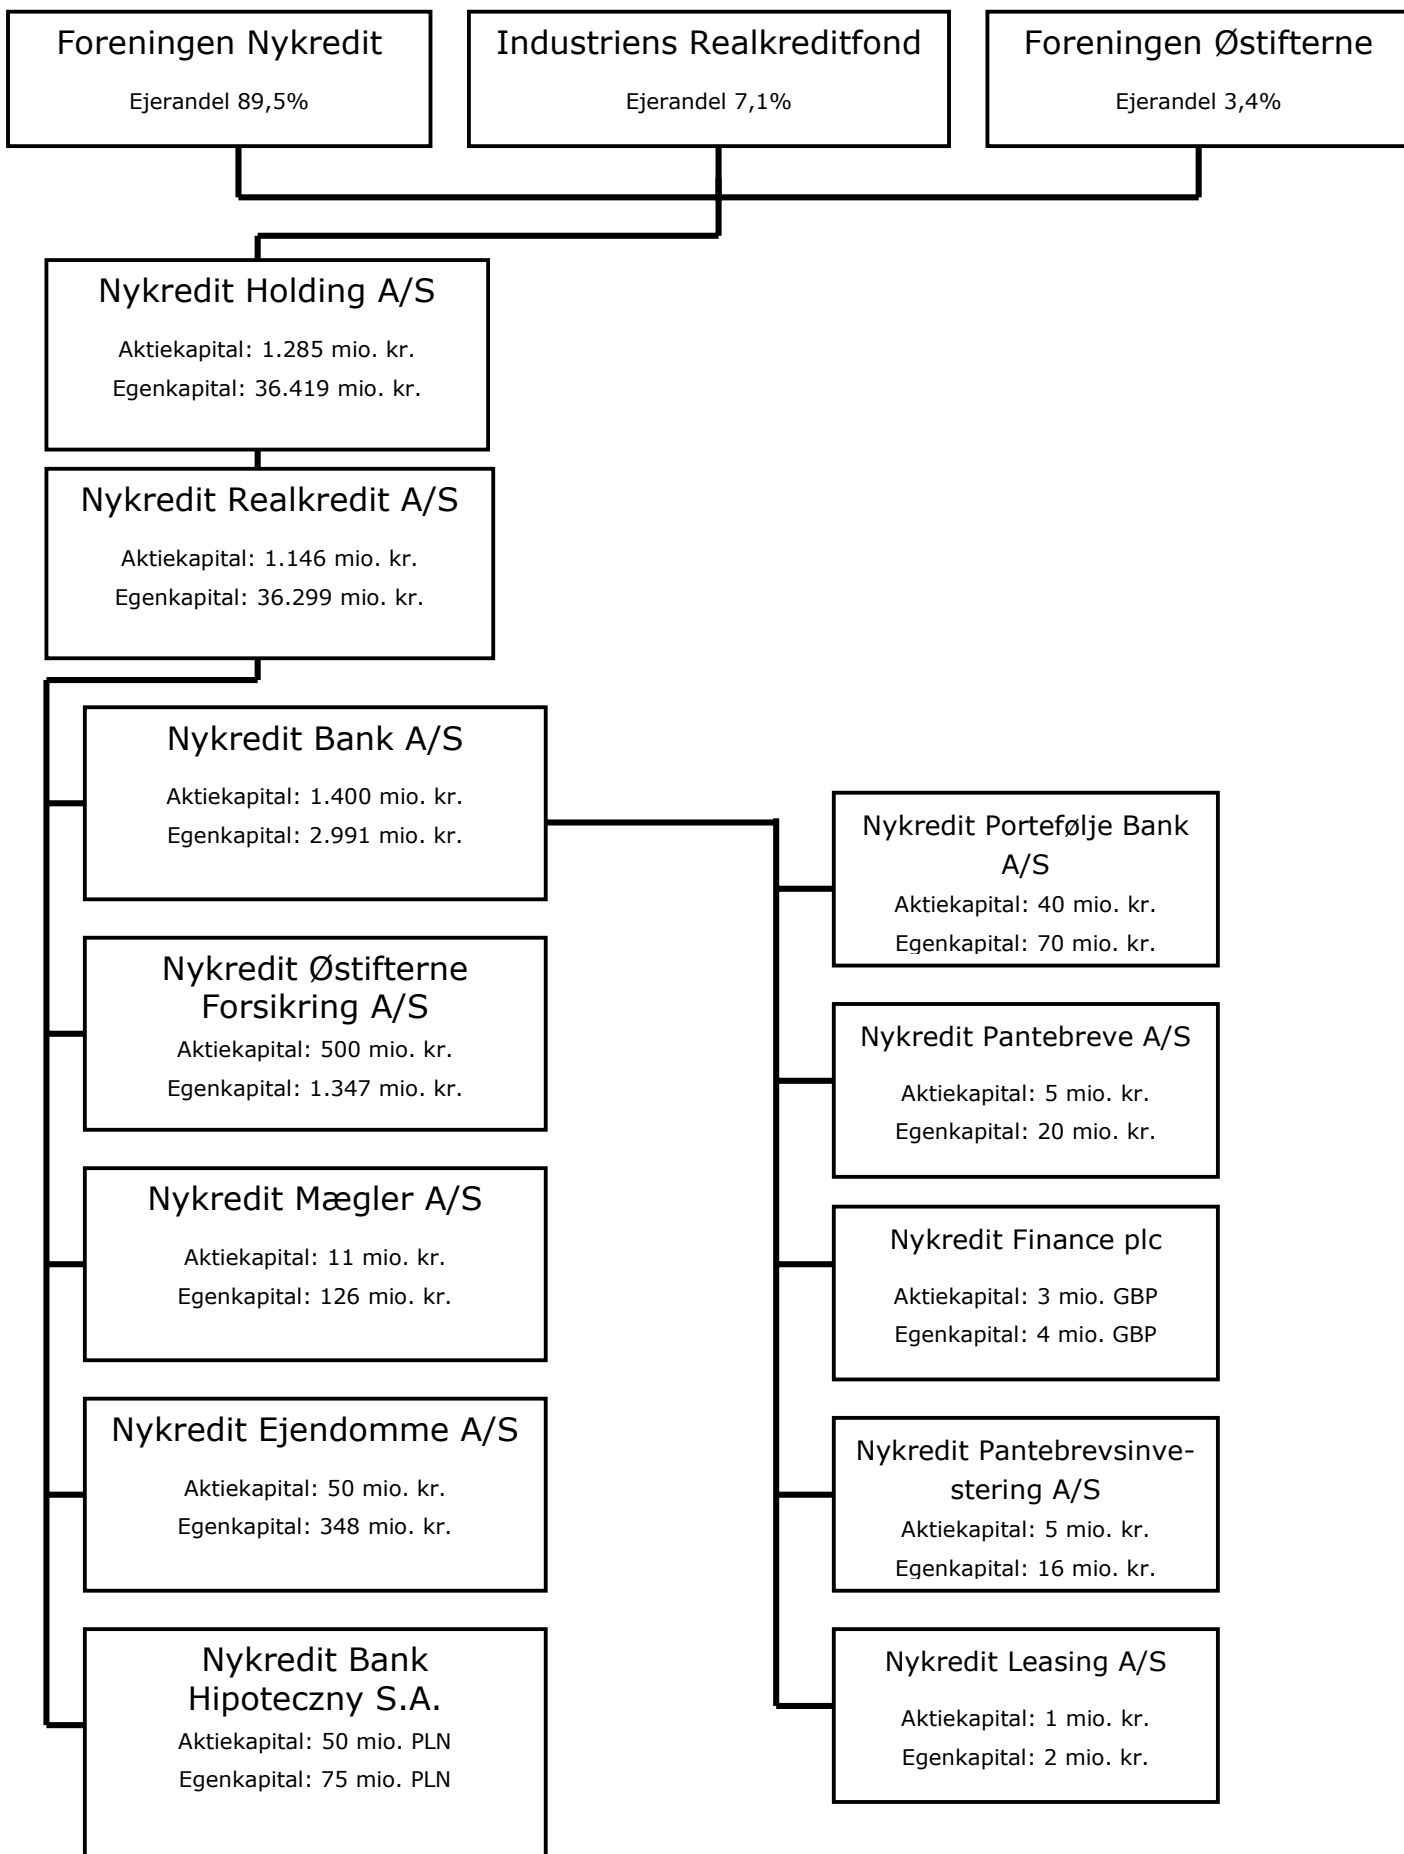 Foreningen Nykredit
Ejerandel 89,5%
Industriens Realkreditfond
Ejerandel 7,1%
Foreningen Østifterne
Ejerandel 3,4%
Nykredit Holding A/S
Aktiekapital: 1.285 mio. kr.
Egenkapital: 36.419 mio. kr.
Nykredit Realkredit A/S
Aktiekapital: 1.146 mio. kr.
Egenkapital: 36.299 mio. kr.
Nykredit Bank A/S
Aktiekapital: 1.400 mio. kr.
Egenkapital: 2.991 mio. kr.
Nykredit Østifterne
Forsikring A/S
Aktiekapital: 500 mio. kr.
Egenkapital: 1.347 mio. kr.
Nykredit Mægler A/S
Aktiekapital: 11 mio. kr.
Egenkapital: 126 mio. kr.
Nykredit Ejendomme A/S
Aktiekapital: 50 mio. kr.
Egenkapital: 348 mio. kr.
Nykredit Bank
Hipoteczny S.A.
Aktiekapital: 50 mio. PLN
Egenkapital: 75 mio. PLN
Nykredit Portefølje Bank
A/S
Aktiekapital: 40 mio. kr.
Egenkapital: 70 mio. kr.
Nykredit Pantebreve A/S
Aktiekapital: 5 mio. kr.
Egenkapital: 20 mio. kr.
Nykredit Finance plc
Aktiekapital: 3 mio. GBP
Egenkapital: 4 mio. GBP
Nykredit Pantebrevsinve-
stering A/S
Aktiekapital: 5 mio. kr.
Egenkapital: 16 mio. kr.
Nykredit Leasing A/S
Aktiekapital: 1 mio. kr.
Egenkapital: 2 mio. kr.